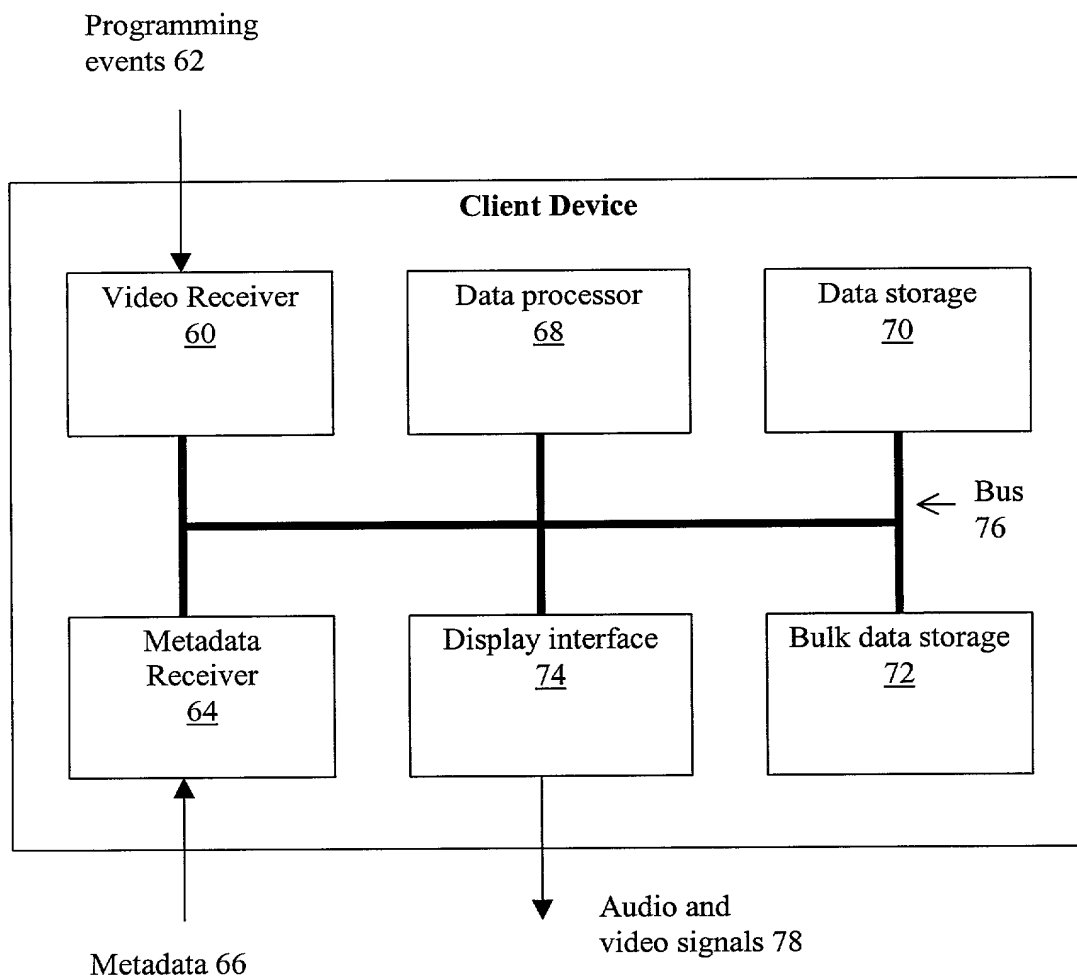 Programming
events 62
Client Device
Video Receiver
60
Data processor
68
Data storage
70
Bus
76
Metadata
Receiver
64
Display interface
74
Bulk data storage
72
Audio and
video signals 78
Metadata 66